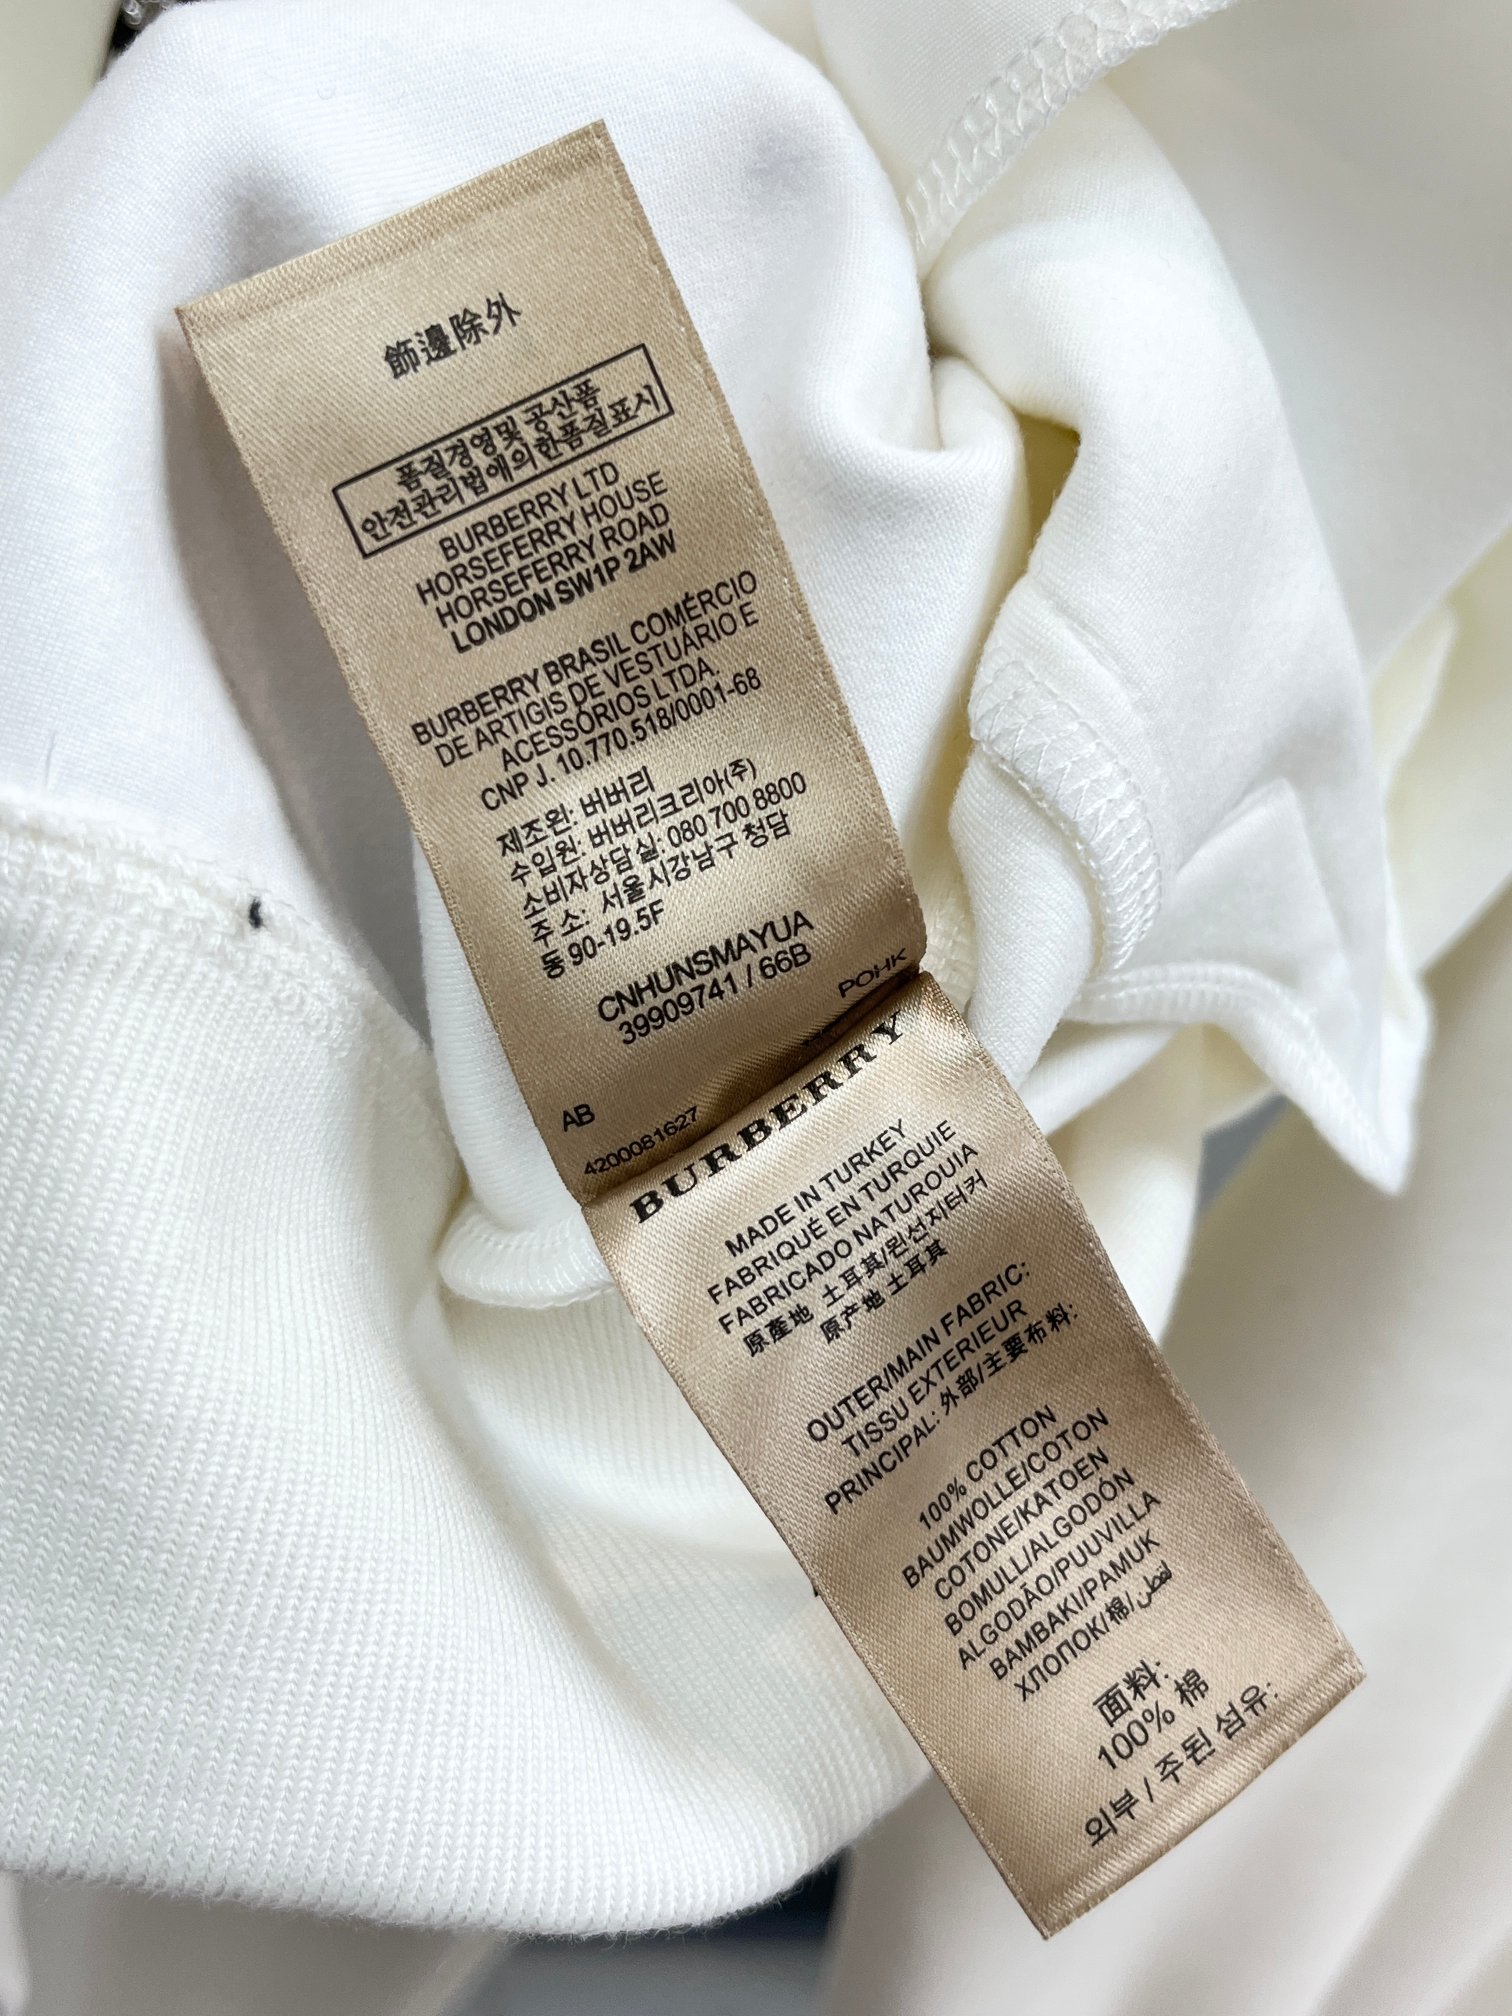 飾邊除外
품질경영및 공산품
안전관리법에의한품질표시
BURBERRY LTD
HORSEFERRY HOUSE
HORSEFERRY ROAD
LONDON SW1P 2AW
BURBERRY BRASIL COMÉRCIO
DE ARTIGIS DE VESTUÁRIO E
ACESSÓRIOS LTDA.
CNP J. 10.770.518/0001-68
제조원: 버버리
수입원: 버버리크리아(주)
소비자상담실: 080 700 8800
주소: 서울시강남구 청담
동 90-19.5F
CNHUNSMAYUA
39909741 / 66B
POHK
AB
4200081627
BURBERRY
MADE IN TURKEY
FABRIQUÉ EN TURQUIE
FABRICADO NATUROUIA
原產地 土耳其/원선지터커
原产地 土耳其
OUTER/MAIN FABRIC:
TISSU EXTERIEUR
PRINCIPAL: 外部/主要布料:
100% COTTON
BAUMWOLLE/COTON
COTONE/KATOEN
BOMULL/ALGODÓN
ALGODÃO/PUUVILLA
BAMBAKI/PAMUK
ХЛОПОК/棉/
面料:
100% 棉
외부 / 주된 섬유: